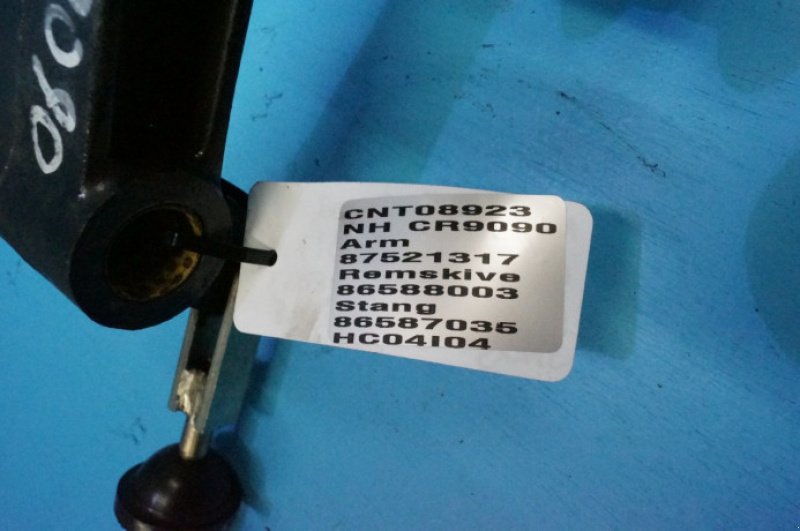 CNT08923
NH CR9090
Arm
87521317
Remskive
86588003
Stang
86587035
HC04I04